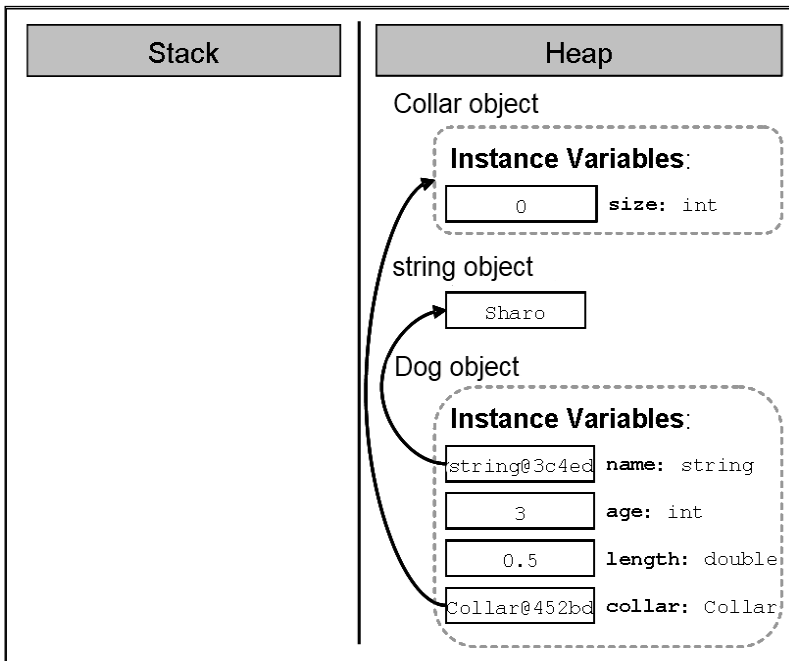 Stack
Heap
Collar object
Instance Variables:
0 size: int
string object
Sharo
Dog object
Instance Variables:
string@3c4ed name: string
3 age: int
0.5 length: double
Collar@452bd collar: Collar